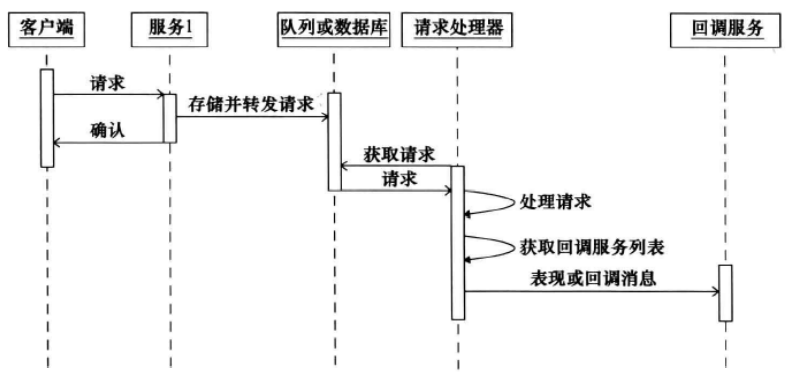 客户端
服务1
队列或数据库
请求处理器
回调服务
请求
存储并转发请求
确认
获取请求
请求
处理请求
获取回调服务列表
表现或回调消息